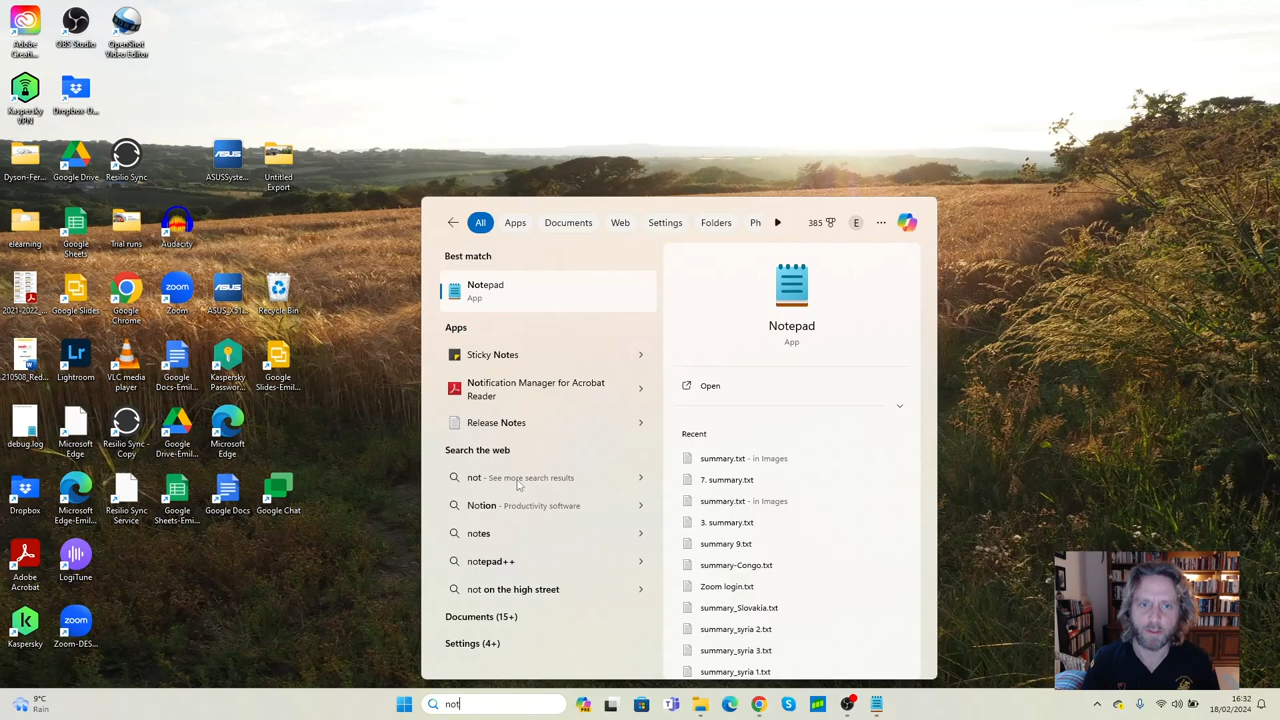 Adobe
Creati...
OBS Studio
OpenShot
Video Editor
Kaspersky
VPN
Dropbox-D...
Dyson-Fer...
Google Drive
Resilio Sync
ASUSSyste...
Untitled
Export
elearning
Google
Sheets
Trial runs
Audacity
2021-2022_...
Google Slides
Google
Chrome
Zoom
ASUS_X51...
Recycle Bin
210508_Red...
Lightroom
VLC media
player
Google
Docs-Emil...
Kaspersky
Passwor...
Google
Slides-Emil...
debug.log
Microsoft
Edge
Resilio Sync -
Copy
Google
Drive-Emil...
Microsoft
Edge
Dropbox
Microsoft
Edge-Emil...
Resilio Sync
Service
Google
Sheets-Emi...
Google Docs
Google Chat
Adobe
Acrobat
LogiTune
Kaspersky
Zoom-DES...
All
Apps
Documents
Web
Settings
Folders
Ph
385
E
Best match
Notepad
App
Apps
Sticky Notes
Notification Manager for Acrobat
Reader
Release Notes
Search the web
not - See more search results
Notion - Productivity software
notes
notepad++
not on the high street
Documents (15+)
Settings (4+)
Notepad
App
Open
Recent
summary.txt - in Images
7. summary.txt
summary.txt - in Images
3. summary.txt
summary 9.txt
summary-Congo.txt
Zoom login.txt
summary_Slovakia.txt
summary_syria 2.txt
summary_syria 3.txt
summary_syria 1.txt
9°C
Rain
not
16:32
18/02/2024